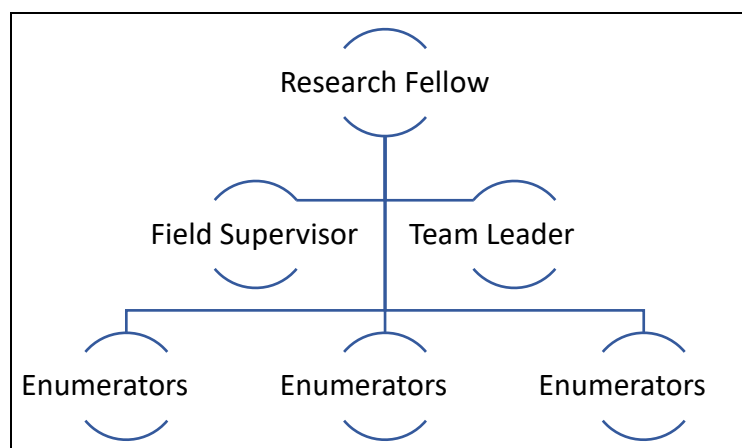 Research Fellow
Field Supervisor
Team Leader
Enumerators
Enumerators
Enumerators